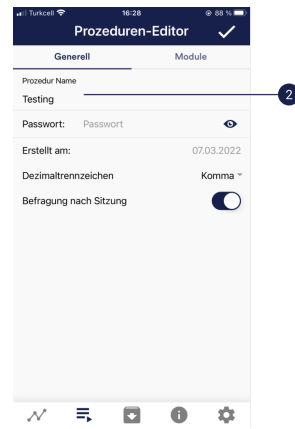 Turkcell 16:28 88 %
Prozeduren-Editor
Generell Module
Prozedur Name
Testing
2
Passwort: Passwort
Erstellt am: 07.03.2022
Dezimaltrennzeichen Komma
Befragung nach Sitzung